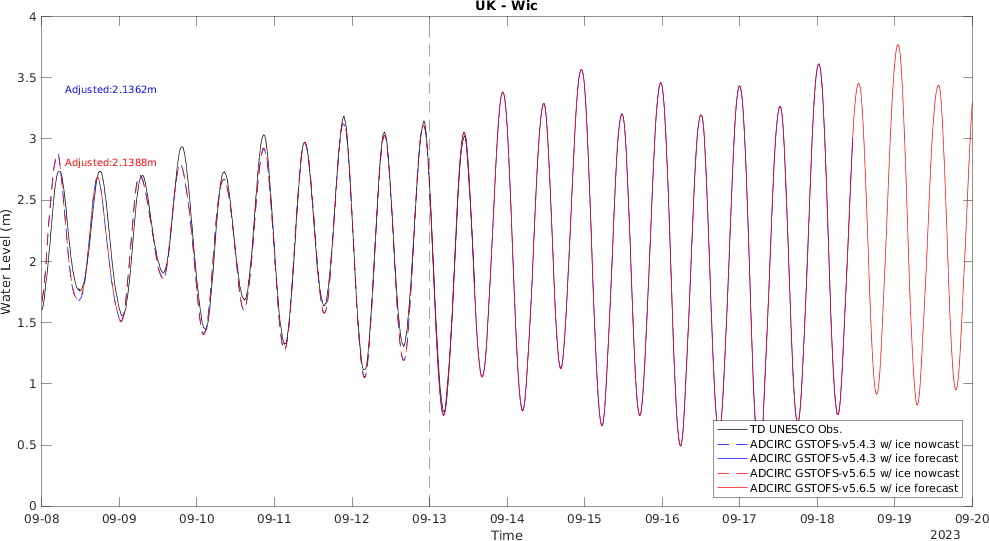 UK - Wic
4
3.5
3
2.5
2
1.5
1
0.5
0
Water Level (m)
Adjusted:2.1362m
Adjusted:2.1388m
TD UNESCO Obs.
ADCIRC GSTOFS-v5.4.3 w/ ice nowcast
ADCIRC GSTOFS-v5.4.3 w/ ice forecast
ADCIRC GSTOFS-v5.6.5 w/ ice nowcast
ADCIRC GSTOFS-v5.6.5 w/ ice forecast
09-08 09-09 09-10 09-11 09-12 09-13 09-14 09-15 09-16 09-17 09-18 09-19 09-20
Time
2023